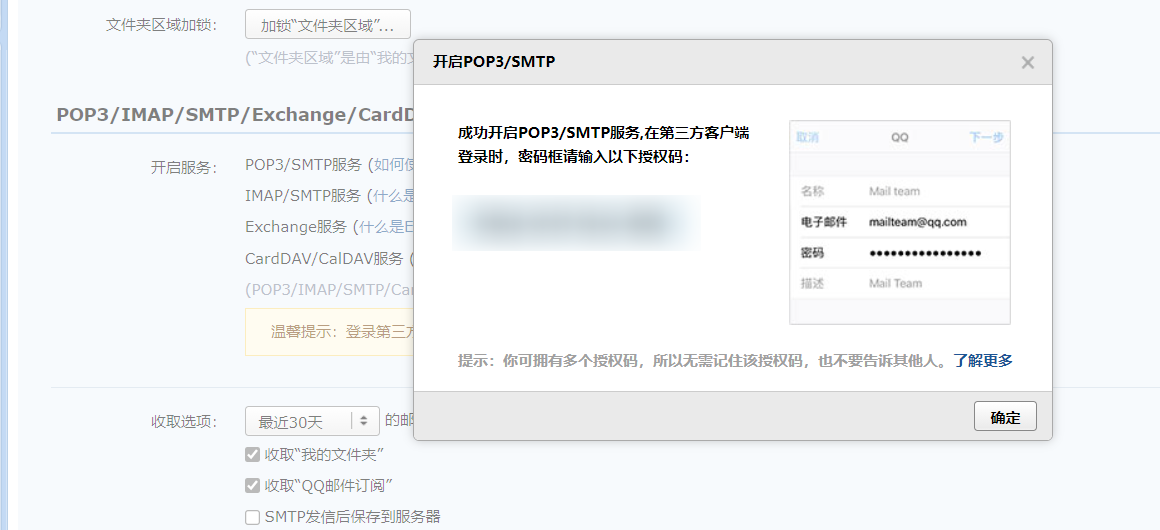 文件夹区域加锁：
加锁“文件夹区域”...
(“文件夹区域”是由“我的文
开启POP3/SMTP
POP3/IMAP/SMTP/Exchange/CardD
成功开启POP3/SMTP服务,在第三方客户端
登录时，密码框请输入以下授权码：
取消 QQ 下一步
名称 Mail team
电子邮件 mailteam@qq.com
密码 ●●●●●●●●●●●●●●●●
描述 Mail Team
开启服务： POP3/SMTP服务 (如何使
IMAP/SMTP服务 (什么是
Exchange服务 (什么是E
CardDAV/CalDAV服务 (
(POP3/IMAP/SMTP/Car
温馨提示：登录第三方
提示：你可拥有多个授权码，所以无需记住该授权码，也不要告诉其他人。了解更多
确定
收取选项： 最近30天 的邮
收取“我的文件夹”
收取“QQ邮件订阅”
SMTP发信后保存到服务器